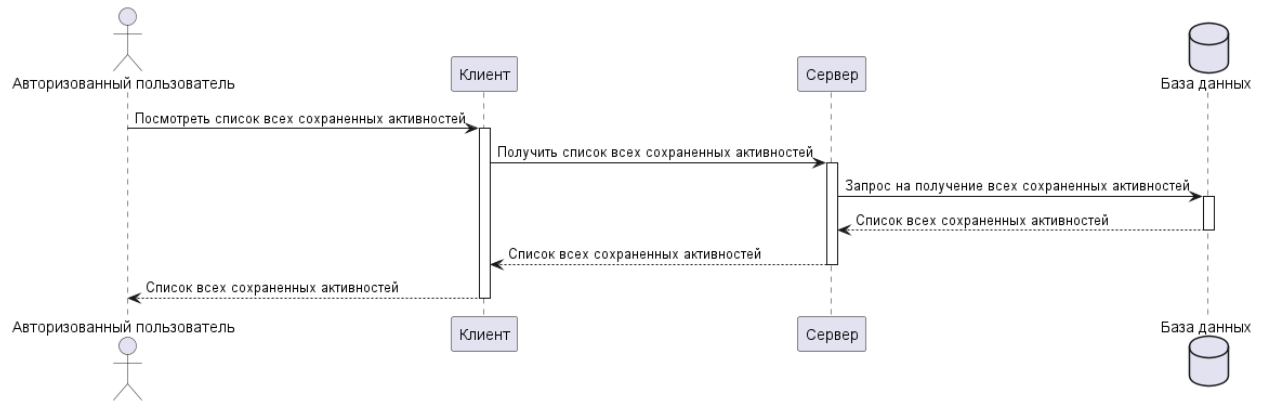 Авторизованный пользователь
Клиент
Сервер
База данных
Посмотреть список всех сохраненных активностей
Получить список всех сохраненных активностей
Запрос на получение всех сохраненных активностей
Список всех сохраненных активностей
Список всех сохраненных активностей
Список всех сохраненных активностей
Авторизованный пользователь
Клиент
Сервер
База данных